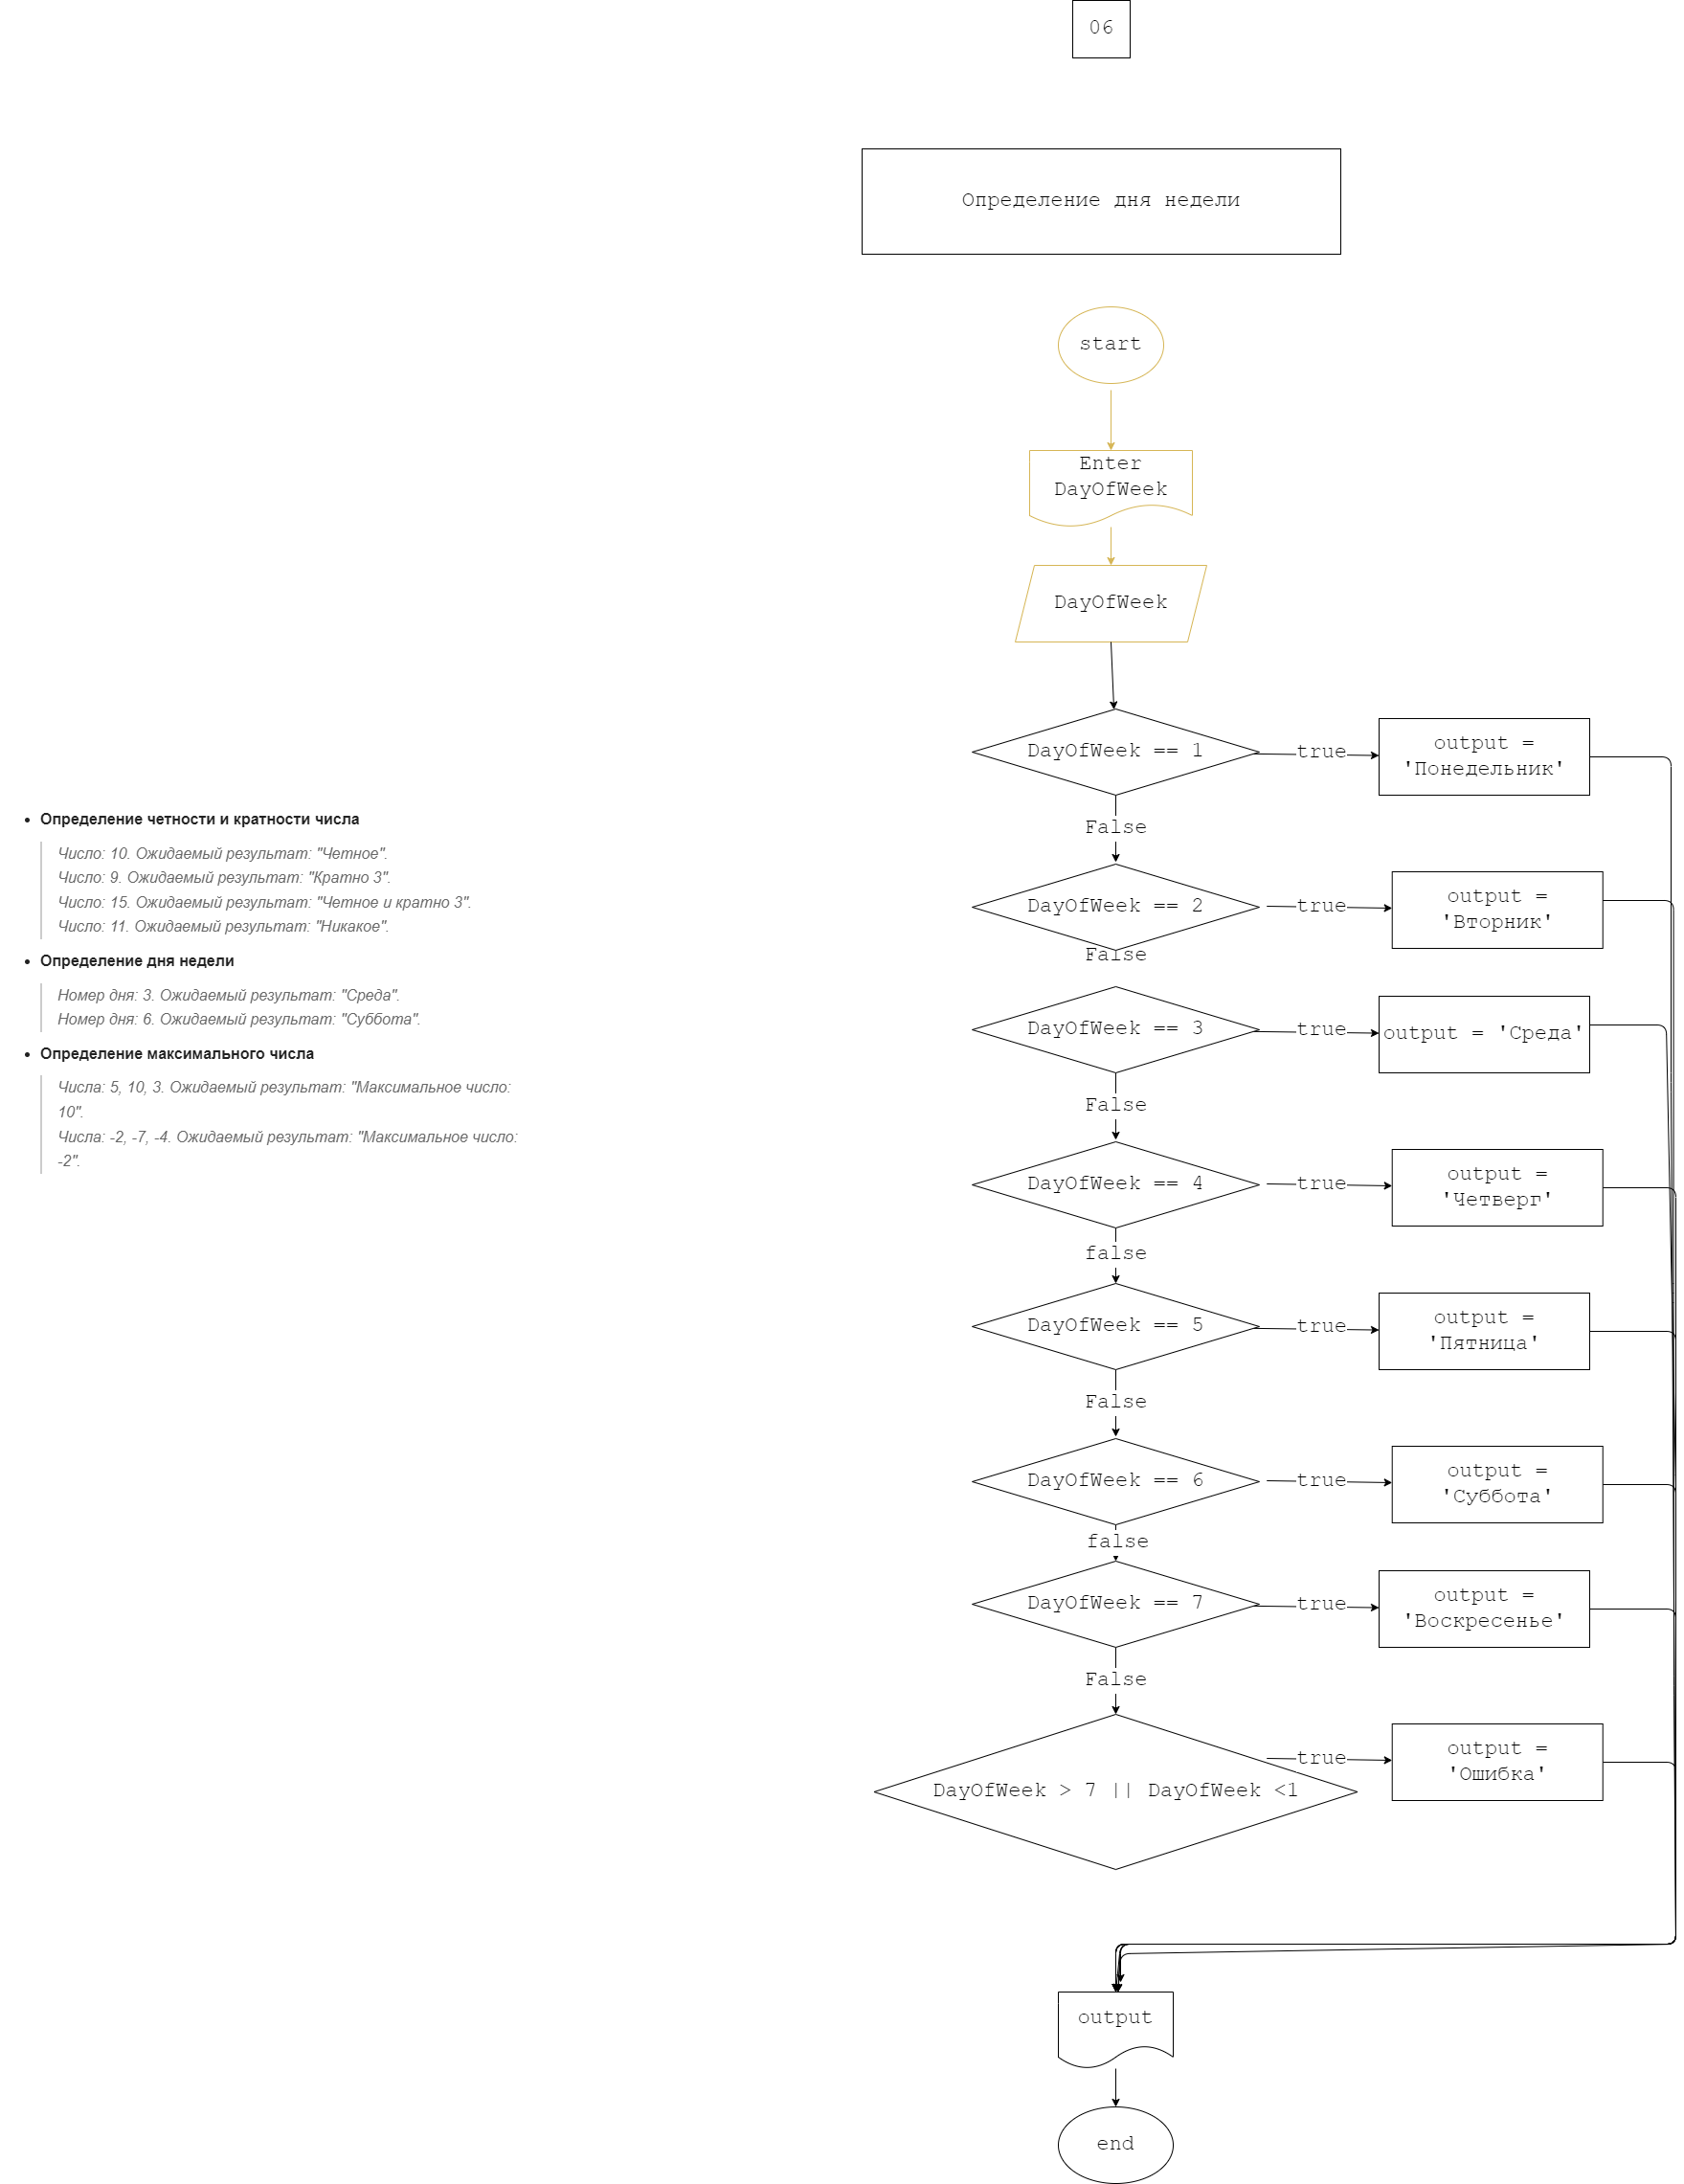 06
Определение дня недели
start
Enter
DayOfWeek
DayOfWeek
DayOfWeek == 1
true
output =
'Понедельник'
False
DayOfWeek == 2
true
output =
'Вторник'
False
DayOfWeek == 3
true
output = 'Среда'
False
DayOfWeek == 4
true
output =
'Четверг'
false
DayOfWeek == 5
true
output =
'Пятница'
False
DayOfWeek == 6
true
output =
'Суббота'
false
DayOfWeek == 7
true
output =
'Воскресенье'
False
DayOfWeek > 7 || DayOfWeek <1
true
output =
'Ошибка'
output
end
• Определение четности и кратности числа
Число: 10. Ожидаемый результат: "Четное".
Число: 9. Ожидаемый результат: "Кратно 3".
Число: 15. Ожидаемый результат: "Четное и кратно 3".
Число: 11. Ожидаемый результат: "Никакое".
• Определение дня недели
Номер дня: 3. Ожидаемый результат: "Среда".
Номер дня: 6. Ожидаемый результат: "Суббота".
• Определение максимального числа
Числа: 5, 10, 3. Ожидаемый результат: "Максимальное число:
10".
Числа: -2, -7, -4. Ожидаемый результат: "Максимальное число:
-2".